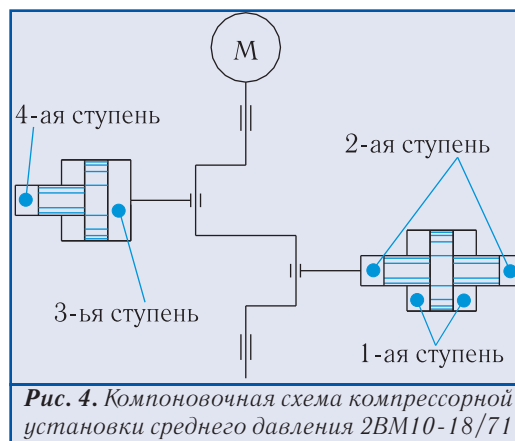 М
4-ая ступень
2-ая ступень
3-ья ступень
1-ая ступень
Рис. 4. Компоновочная схема компрессорной
установки среднего давления 2ВМ10-18/71